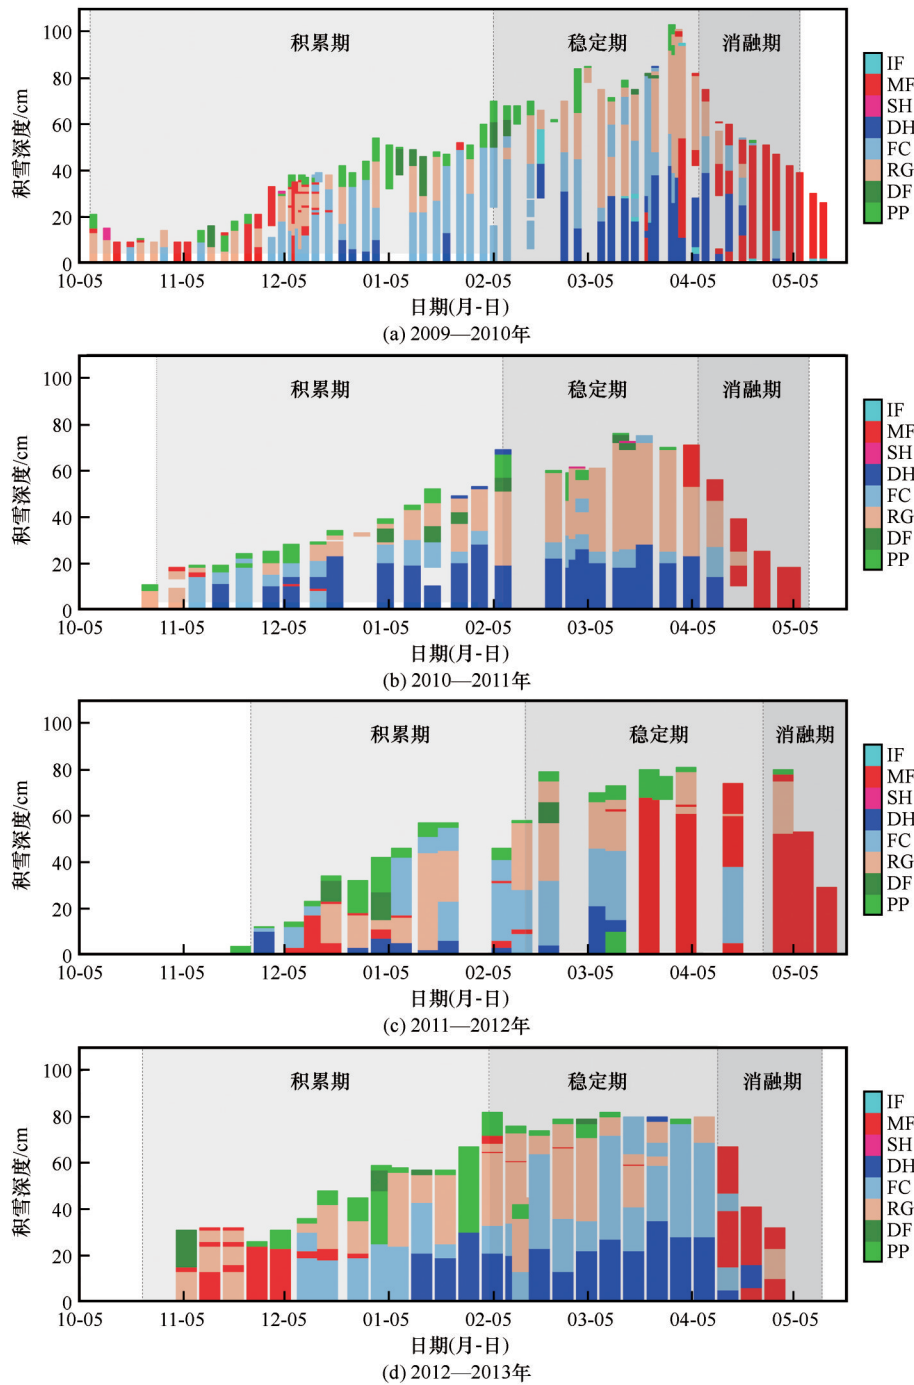 100
80
60
40
20
0
积雪深度/cm
积累期
稳定期
消融期
IF
MF
SH
DH
FC
RG
DF
PP
10-05
11-05
12-05
01-05
02-05
03-05
04-05
05-05
日期(月-日)
(a) 2009—2010年
100
80
60
40
20
0
积雪深度/cm
积累期
稳定期
消融期
IF
MF
SH
DH
FC
RG
DF
PP
10-05
11-05
12-05
01-05
02-05
03-05
04-05
05-05
日期(月-日)
(b) 2010—2011年
100
80
60
40
20
0
积雪深度/cm
积累期
稳定期
消融期
IF
MF
SH
DH
FC
RG
DF
PP
10-05
11-05
12-05
01-05
02-05
03-05
04-05
05-05
日期(月-日)
(c) 2011—2012年
100
80
60
40
20
0
积雪深度/cm
积累期
稳定期
消融期
IF
MF
SH
DH
FC
RG
DF
PP
10-05
11-05
12-05
01-05
02-05
03-05
04-05
05-05
日期(月-日)
(d) 2012—2013年